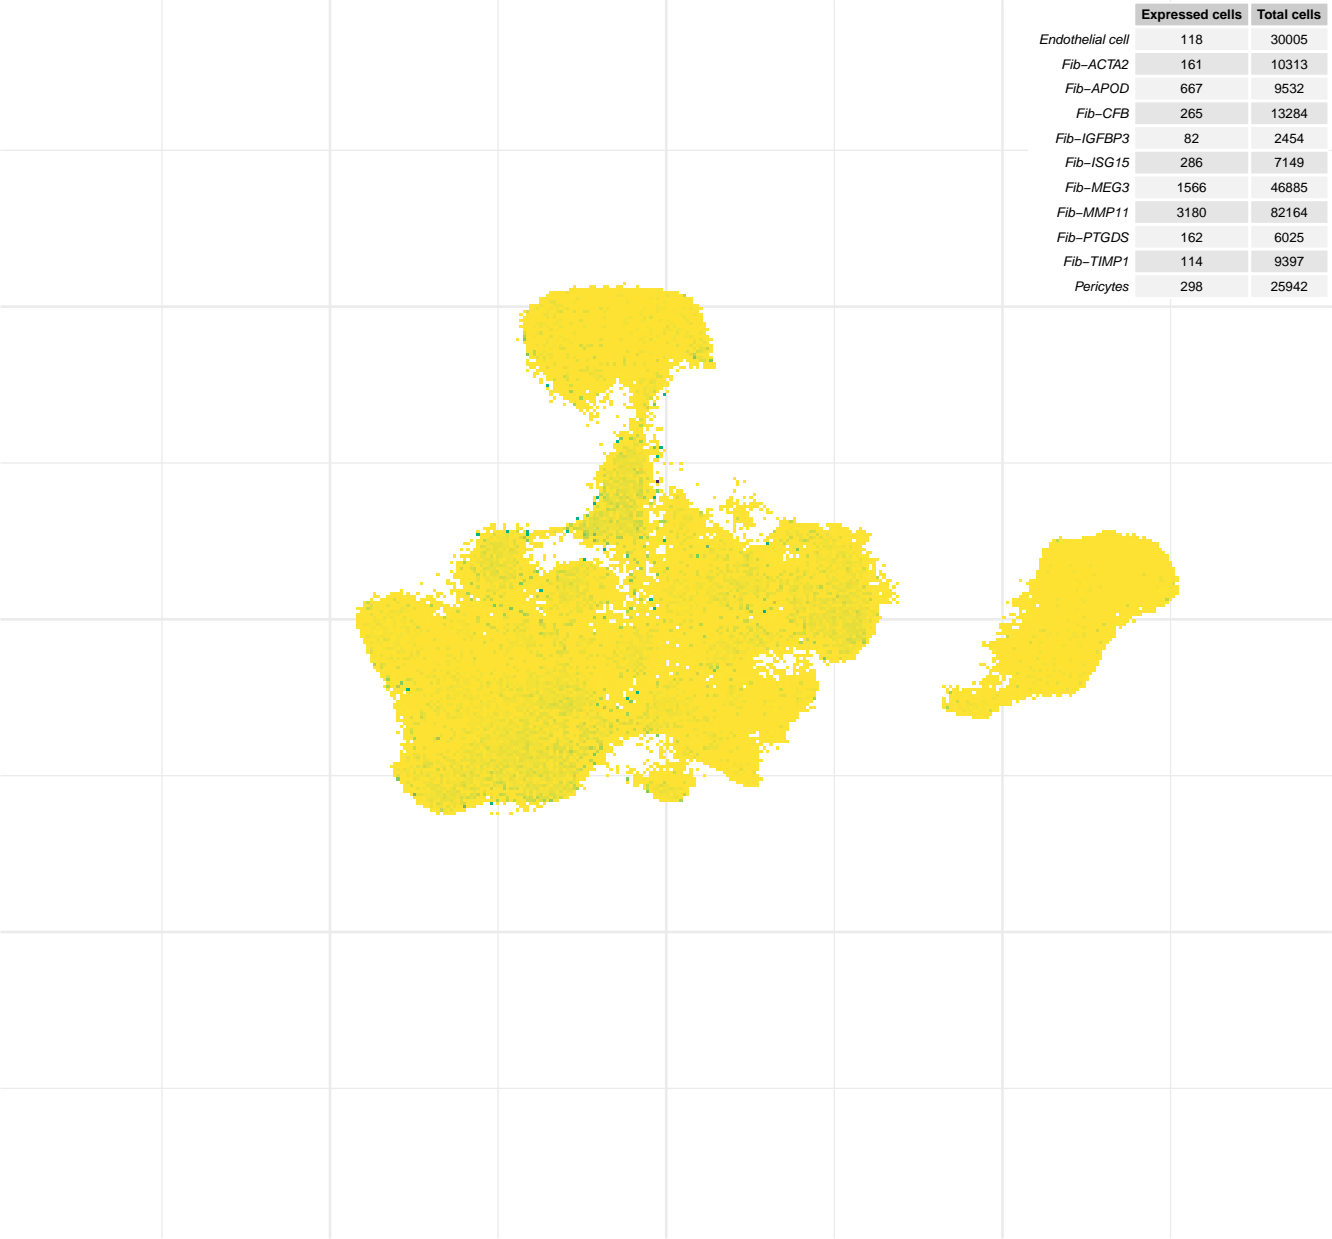 Expressed cells Total cells
Endothelial cell 118 30005
Fib−ACTA2 161 10313
Fib−APOD 667 9532
Fib−CFB 265 13284
Fib−IGFBP3 82 2454
Fib−ISG15 286 7149
Fib−MEG3 1566 46885
Fib−MMP11 3180 82164
Fib−PTGDS 162 6025
Fib−TIMP1 114 9397
Pericytes 298 25942